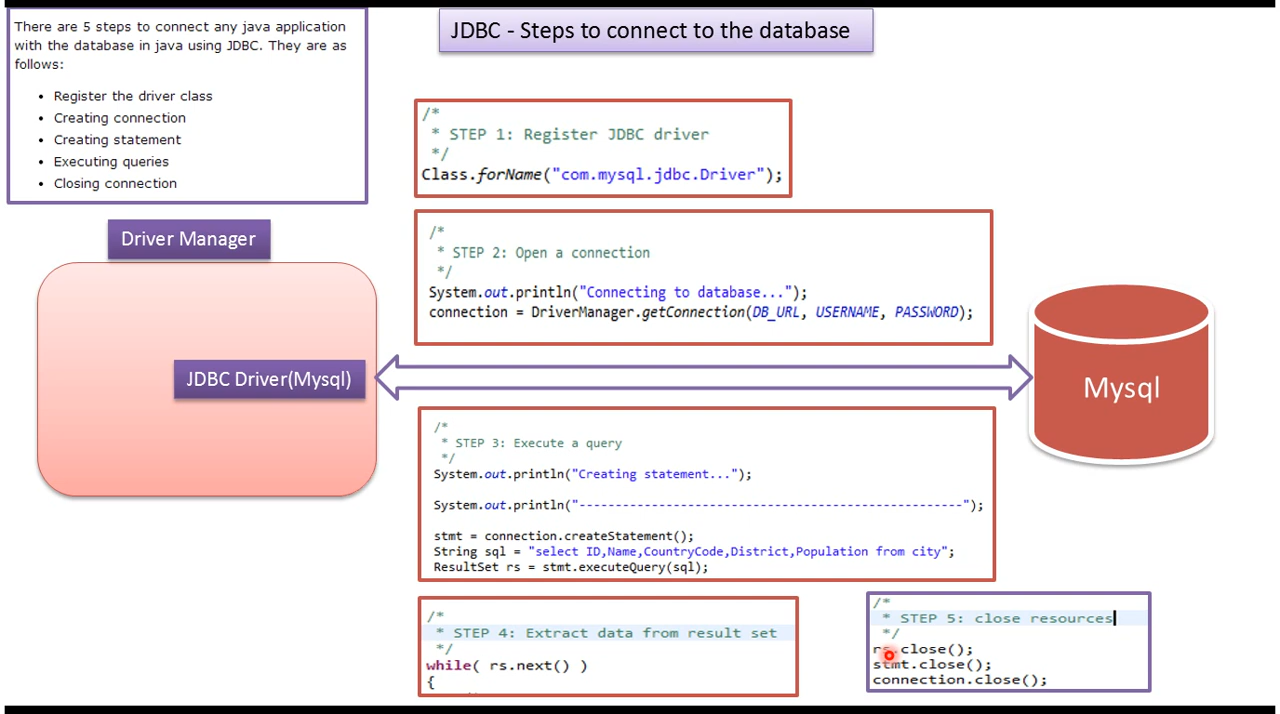 There are 5 steps to connect any java application
with the database in java using JDBC. They are as
follows:
• Register the driver class
• Creating connection
• Creating statement
• Executing queries
• Closing connection
JDBC - Steps to connect to the database
/*
* STEP 1: Register JDBC driver
*/
Class.forName("com.mysql.jdbc.Driver");
/*
* STEP 2: Open a connection
*/
System.out.println("Connecting to database...");
connection = DriverManager.getConnection(DB_URL, USERNAME, PASSWORD);
Driver Manager
JDBC Driver(Mysql)
Mysql
/*
* STEP 3: Execute a query
*/
System.out.println("Creating statement...");
System.out.println("-----------------------------------------------------");
stmt = connection.createStatement();
String sql = "select ID,Name,CountryCode,District,Population from city";
ResultSet rs = stmt.executeQuery(sql);
/*
* STEP 4: Extract data from result set
*/
while( rs.next() )
{
/*
* STEP 5: close resources
*/
rs.close();
stmt.close();
connection.close();